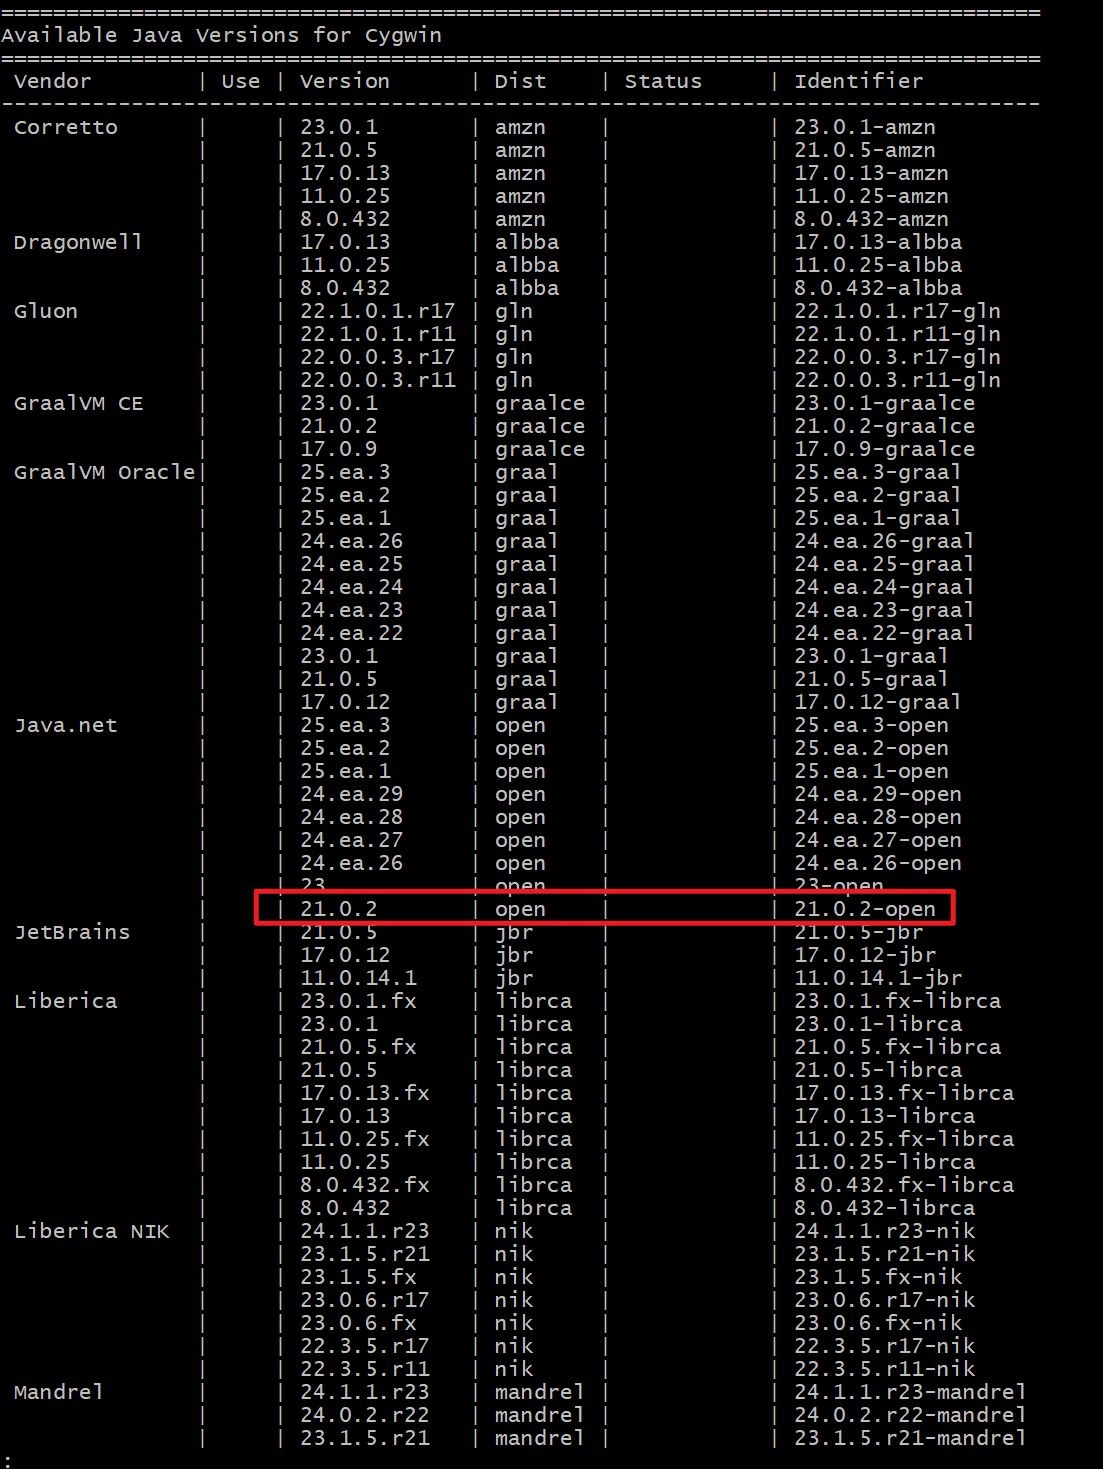 ================================================================================
Available Java Versions for Cygwin
================================================================================
 Vendor        | Use | Version      | Dist    | Status     | Identifier
--------------------------------------------------------------------------------
 Corretto      |     | 23.0.1       | amzn    |            | 23.0.1-amzn
               |     | 21.0.5       | amzn    |            | 21.0.5-amzn
               |     | 17.0.13      | amzn    |            | 17.0.13-amzn
               |     | 11.0.25      | amzn    |            | 11.0.25-amzn
               |     | 8.0.432      | amzn    |            | 8.0.432-amzn
 Dragonwell    |     | 17.0.13      | albba   |            | 17.0.13-albba
               |     | 11.0.25      | albba   |            | 11.0.25-albba
               |     | 8.0.432      | albba   |            | 8.0.432-albba
 Gluon         |     | 22.1.0.1.r17 | gln     |            | 22.1.0.1.r17-gln
               |     | 22.1.0.1.r11 | gln     |            | 22.1.0.1.r11-gln
               |     | 22.0.0.3.r17 | gln     |            | 22.0.0.3.r17-gln
               |     | 22.0.0.3.r11 | gln     |            | 22.0.0.3.r11-gln
 GraalVM CE    |     | 23.0.1       | graalce |            | 23.0.1-graalce
               |     | 21.0.2       | graalce |            | 21.0.2-graalce
               |     | 17.0.9       | graalce |            | 17.0.9-graalce
 GraalVM Oracle|     | 25.ea.3      | graal   |            | 25.ea.3-graal
               |     | 25.ea.2      | graal   |            | 25.ea.2-graal
               |     | 25.ea.1      | graal   |            | 25.ea.1-graal
               |     | 24.ea.26     | graal   |            | 24.ea.26-graal
               |     | 24.ea.25     | graal   |            | 24.ea.25-graal
               |     | 24.ea.24     | graal   |            | 24.ea.24-graal
               |     | 24.ea.23     | graal   |            | 24.ea.23-graal
               |     | 24.ea.22     | graal   |            | 24.ea.22-graal
               |     | 23.0.1       | graal   |            | 23.0.1-graal
               |     | 21.0.5       | graal   |            | 21.0.5-graal
               |     | 17.0.12      | graal   |            | 17.0.12-graal
 Java.net      |     | 25.ea.3      | open    |            | 25.ea.3-open
               |     | 25.ea.2      | open    |            | 25.ea.2-open
               |     | 25.ea.1      | open    |            | 25.ea.1-open
               |     | 24.ea.29     | open    |            | 24.ea.29-open
               |     | 24.ea.28     | open    |            | 24.ea.28-open
               |     | 24.ea.27     | open    |            | 24.ea.27-open
               |     | 24.ea.26     | open    |            | 24.ea.26-open
               |     | 23           | open    |            | 23-open
               |     | 21.0.2       | open    |            | 21.0.2-open
 JetBrains     |     | 21.0.5       | jbr     |            | 21.0.5-jbr
               |     | 17.0.12      | jbr     |            | 17.0.12-jbr
               |     | 11.0.14.1    | jbr     |            | 11.0.14.1-jbr
 Liberica      |     | 23.0.1.fx    | librca  |            | 23.0.1.fx-librca
               |     | 23.0.1       | librca  |            | 23.0.1-librca
               |     | 21.0.5.fx    | librca  |            | 21.0.5.fx-librca
               |     | 21.0.5       | librca  |            | 21.0.5-librca
               |     | 17.0.13.fx   | librca  |            | 17.0.13.fx-librca
               |     | 17.0.13      | librca  |            | 17.0.13-librca
               |     | 11.0.25.fx   | librca  |            | 11.0.25.fx-librca
               |     | 11.0.25      | librca  |            | 11.0.25-librca
               |     | 8.0.432.fx   | librca  |            | 8.0.432.fx-librca
               |     | 8.0.432      | librca  |            | 8.0.432-librca
 Liberica NIK  |     | 24.1.1.r23   | nik     |            | 24.1.1.r23-nik
               |     | 23.1.5.r21   | nik     |            | 23.1.5.r21-nik
               |     | 23.1.5.fx    | nik     |            | 23.1.5.fx-nik
               |     | 23.0.6.r17   | nik     |            | 23.0.6.r17-nik
               |     | 23.0.6.fx    | nik     |            | 23.0.6.fx-nik
               |     | 22.3.5.r17   | nik     |            | 22.3.5.r17-nik
               |     | 22.3.5.r11   | nik     |            | 22.3.5.r11-nik
 Mandrel       |     | 24.1.1.r23   | mandrel |            | 24.1.1.r23-mandrel
               |     | 24.0.2.r22   | mandrel |            | 24.0.2.r22-mandrel
               |     | 23.1.5.r21   | mandrel |            | 23.1.5.r21-mandrel
: